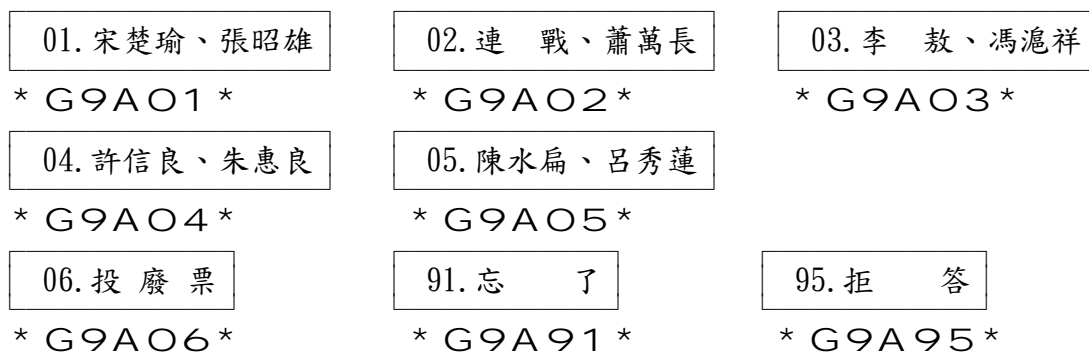 01.宋楚瑜、張昭雄 02.連 戰、蕭萬長 03.李 敖、馮滬祥
*G9A01* *G9A02* *G9A03*
04.許信良、朱惠良 05.陳水扁、呂秀蓮
*G9A04* *G9A05*
06.投 廢 票 91.忘 了 95.拒 答
*G9A06* *G9A91* *G9A95*